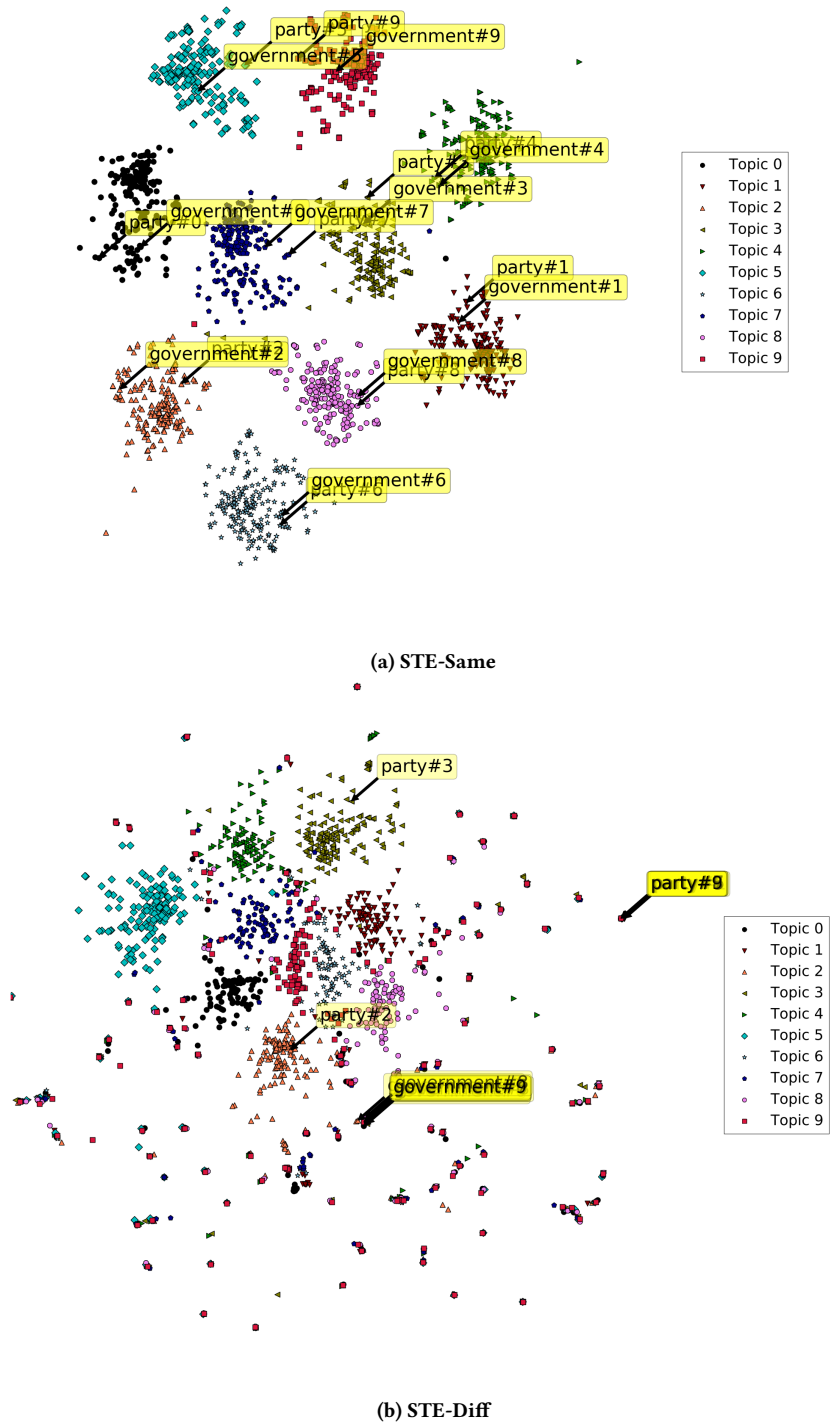 party#5
party#9
government#9
government#5
party#4
government#4
party#3
government#3
government#0
government#7
party#0
party#7
party#1
government#1
party#2
government#2
government#8
party#8
government#6
party#6
Topic 0
Topic 1
Topic 2
Topic 3
Topic 4
Topic 5
Topic 6
Topic 7
Topic 8
Topic 9
(a) STE-Same
party#3
party#9
party#2
government#9
Topic 0
Topic 1
Topic 2
Topic 3
Topic 4
Topic 5
Topic 6
Topic 7
Topic 8
Topic 9
(b) STE-Diff